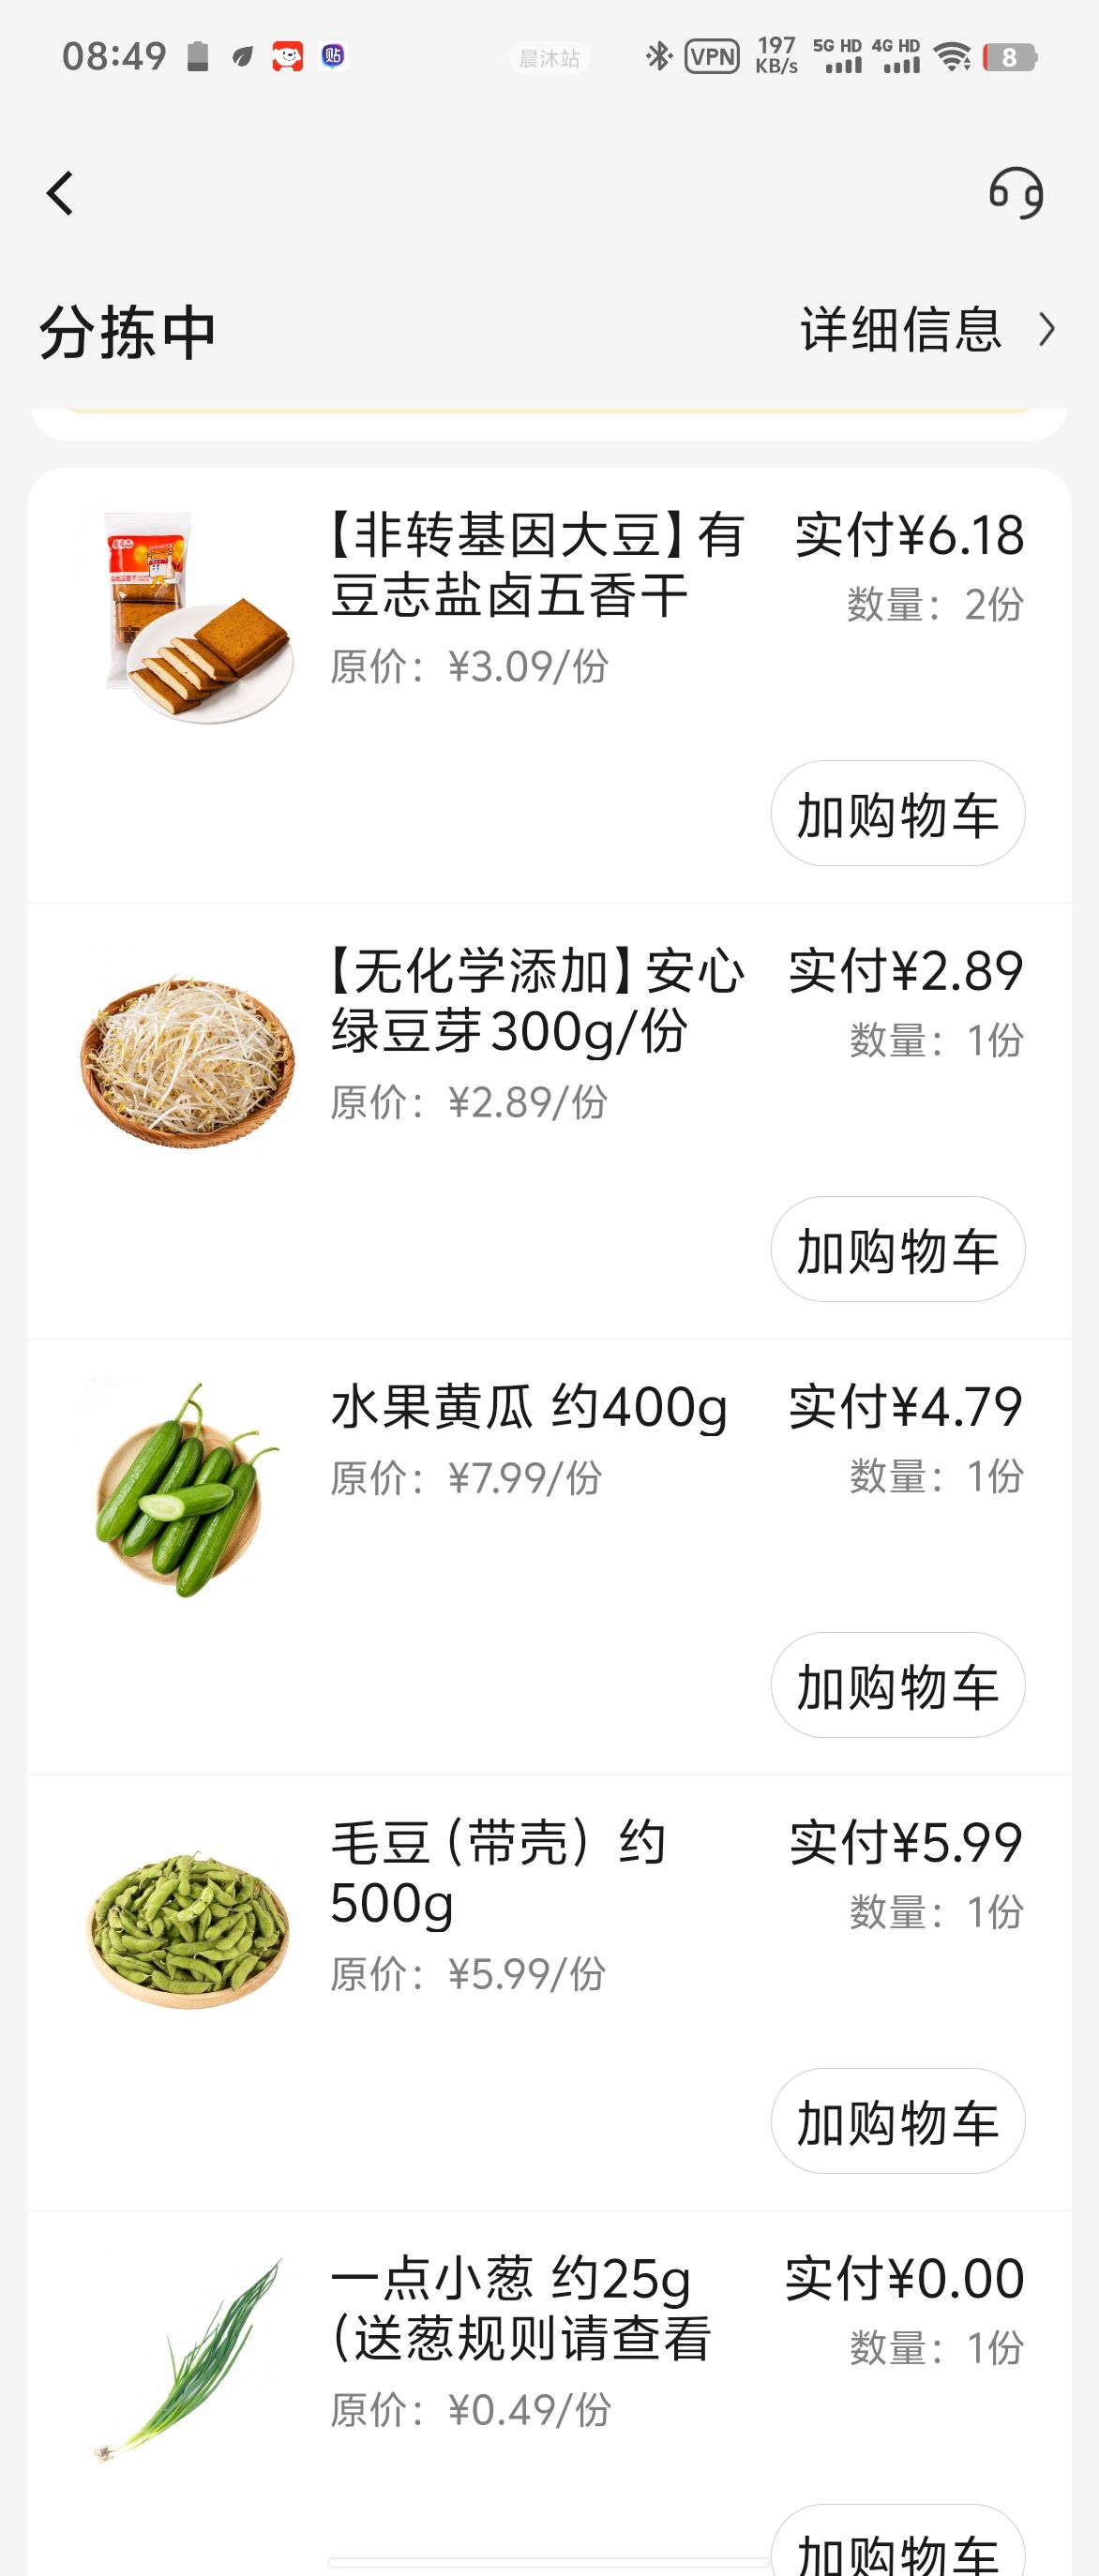 08:49
贴
晨沐站
VPN
197
KB/s
5G HD
4G HD
8
分拣中
详细信息
【非转基因大豆】有
豆志盐卤五香干
原价：¥3.09/份
实付¥6.18
数量：2份
加购物车
【无化学添加】安心
绿豆芽300g/份
原价：¥2.89/份
实付¥2.89
数量：1份
加购物车
水果黄瓜 约400g
原价：¥7.99/份
实付¥4.79
数量：1份
加购物车
毛豆（带壳）约
500g
原价：¥5.99/份
实付¥5.99
数量：1份
加购物车
一点小葱 约25g
（送葱规则请查看
原价：¥0.49/份
实付¥0.00
数量：1份
加购物车